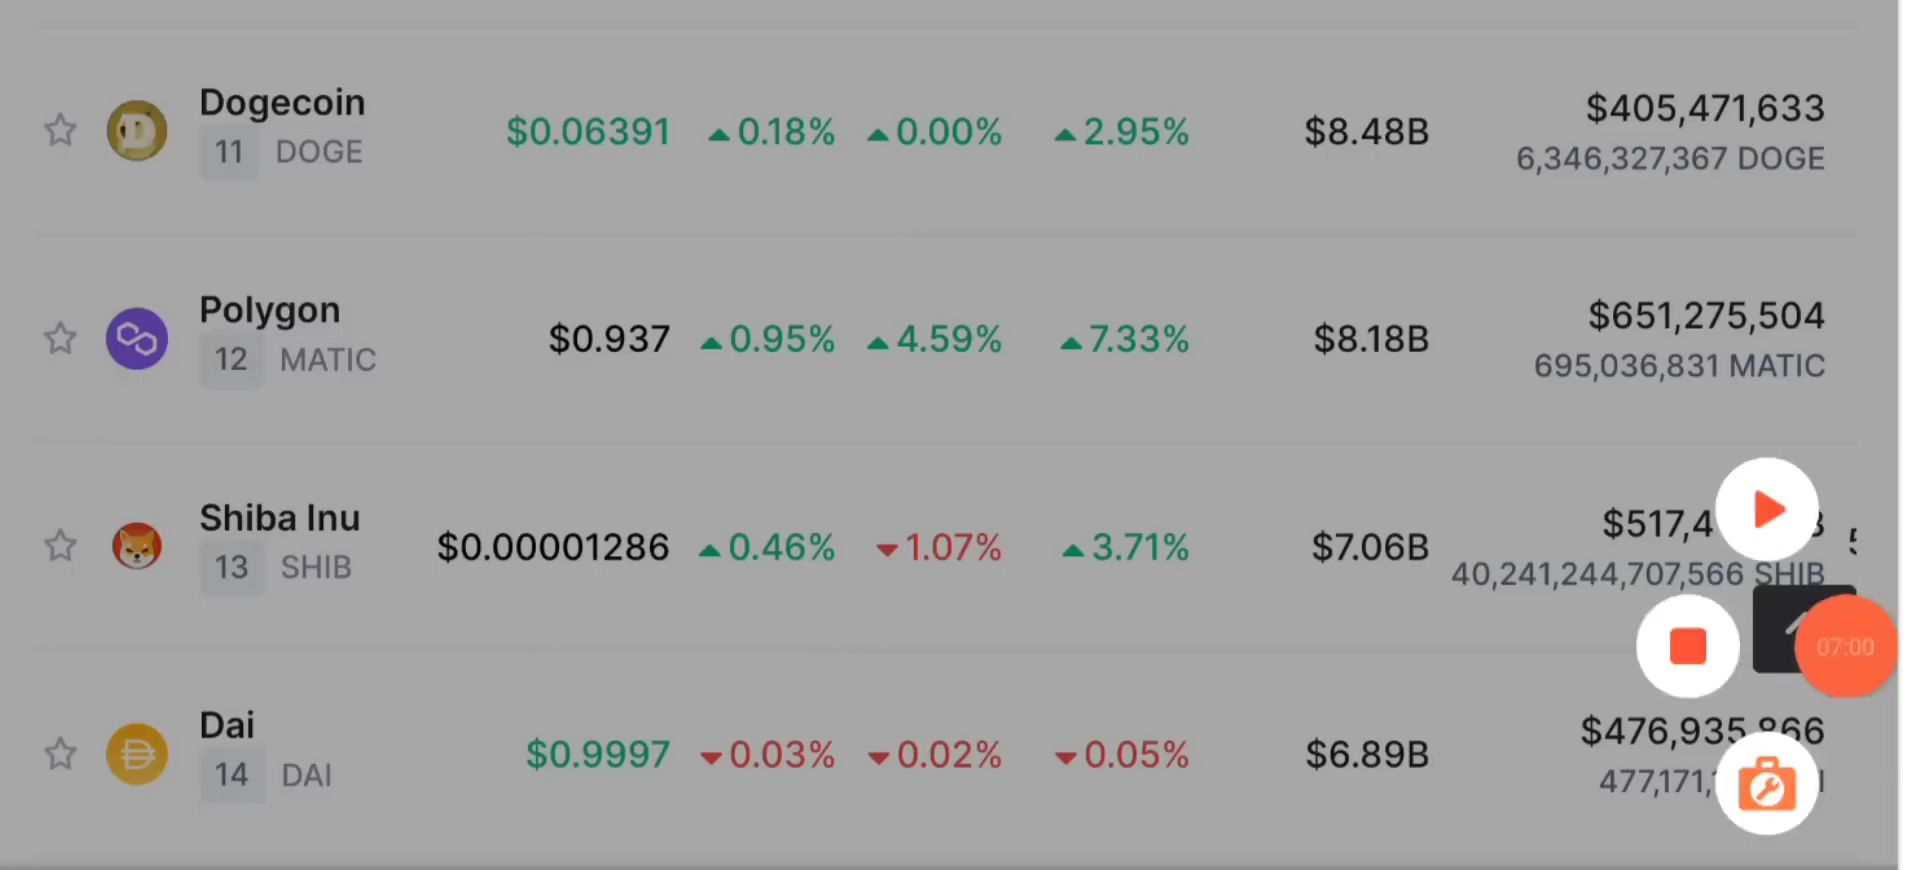 Dogecoin
11 DOGE
$0.06391 ▲0.18% ▲0.00% ▲2.95% $8.48B
$405,471,633
6,346,327,367 DOGE
Polygon
12 MATIC
$0.937 ▲0.95% ▲4.59% ▲7.33% $8.18B
$651,275,504
695,036,831 MATIC
Shiba Inu
13 SHIB
$0.00001286 ▲0.46% ▼1.07% ▲3.71% $7.06B
40,241,244,707,566 SHIB
07:00
Dai
14 DAI
$0.9997 ▼0.03% ▼0.02% ▼0.05% $6.89B
$476,935,866